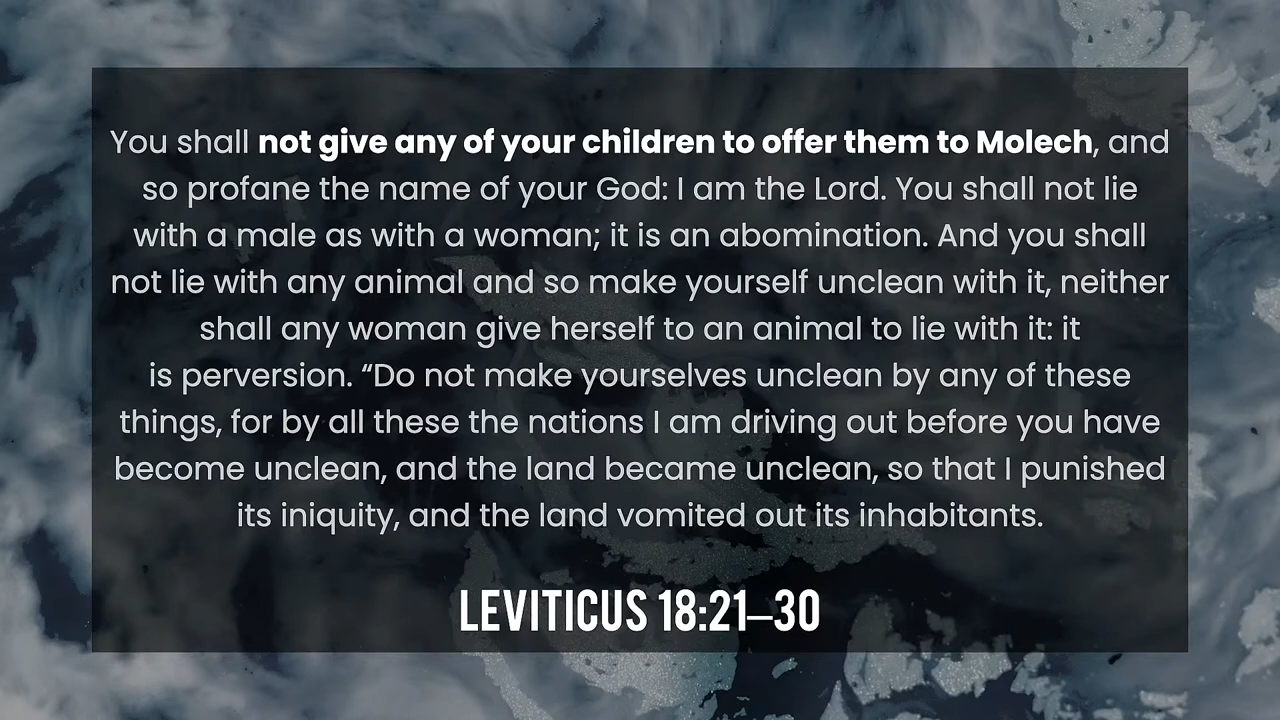 You shall not give any of your children to offer them to Molech, and
so profane the name of your God: I am the Lord. You shall not lie
with a male as with a woman; it is an abomination. And you shall
not lie with any animal and so make yourself unclean with it, neither
shall any woman give herself to an animal to lie with it: it
is perversion. “Do not make yourselves unclean by any of these
things, for by all these the nations I am driving out before you have
become unclean, and the land became unclean, so that I punished
its iniquity, and the land vomited out its inhabitants.
LEVITICUS 18:21–30